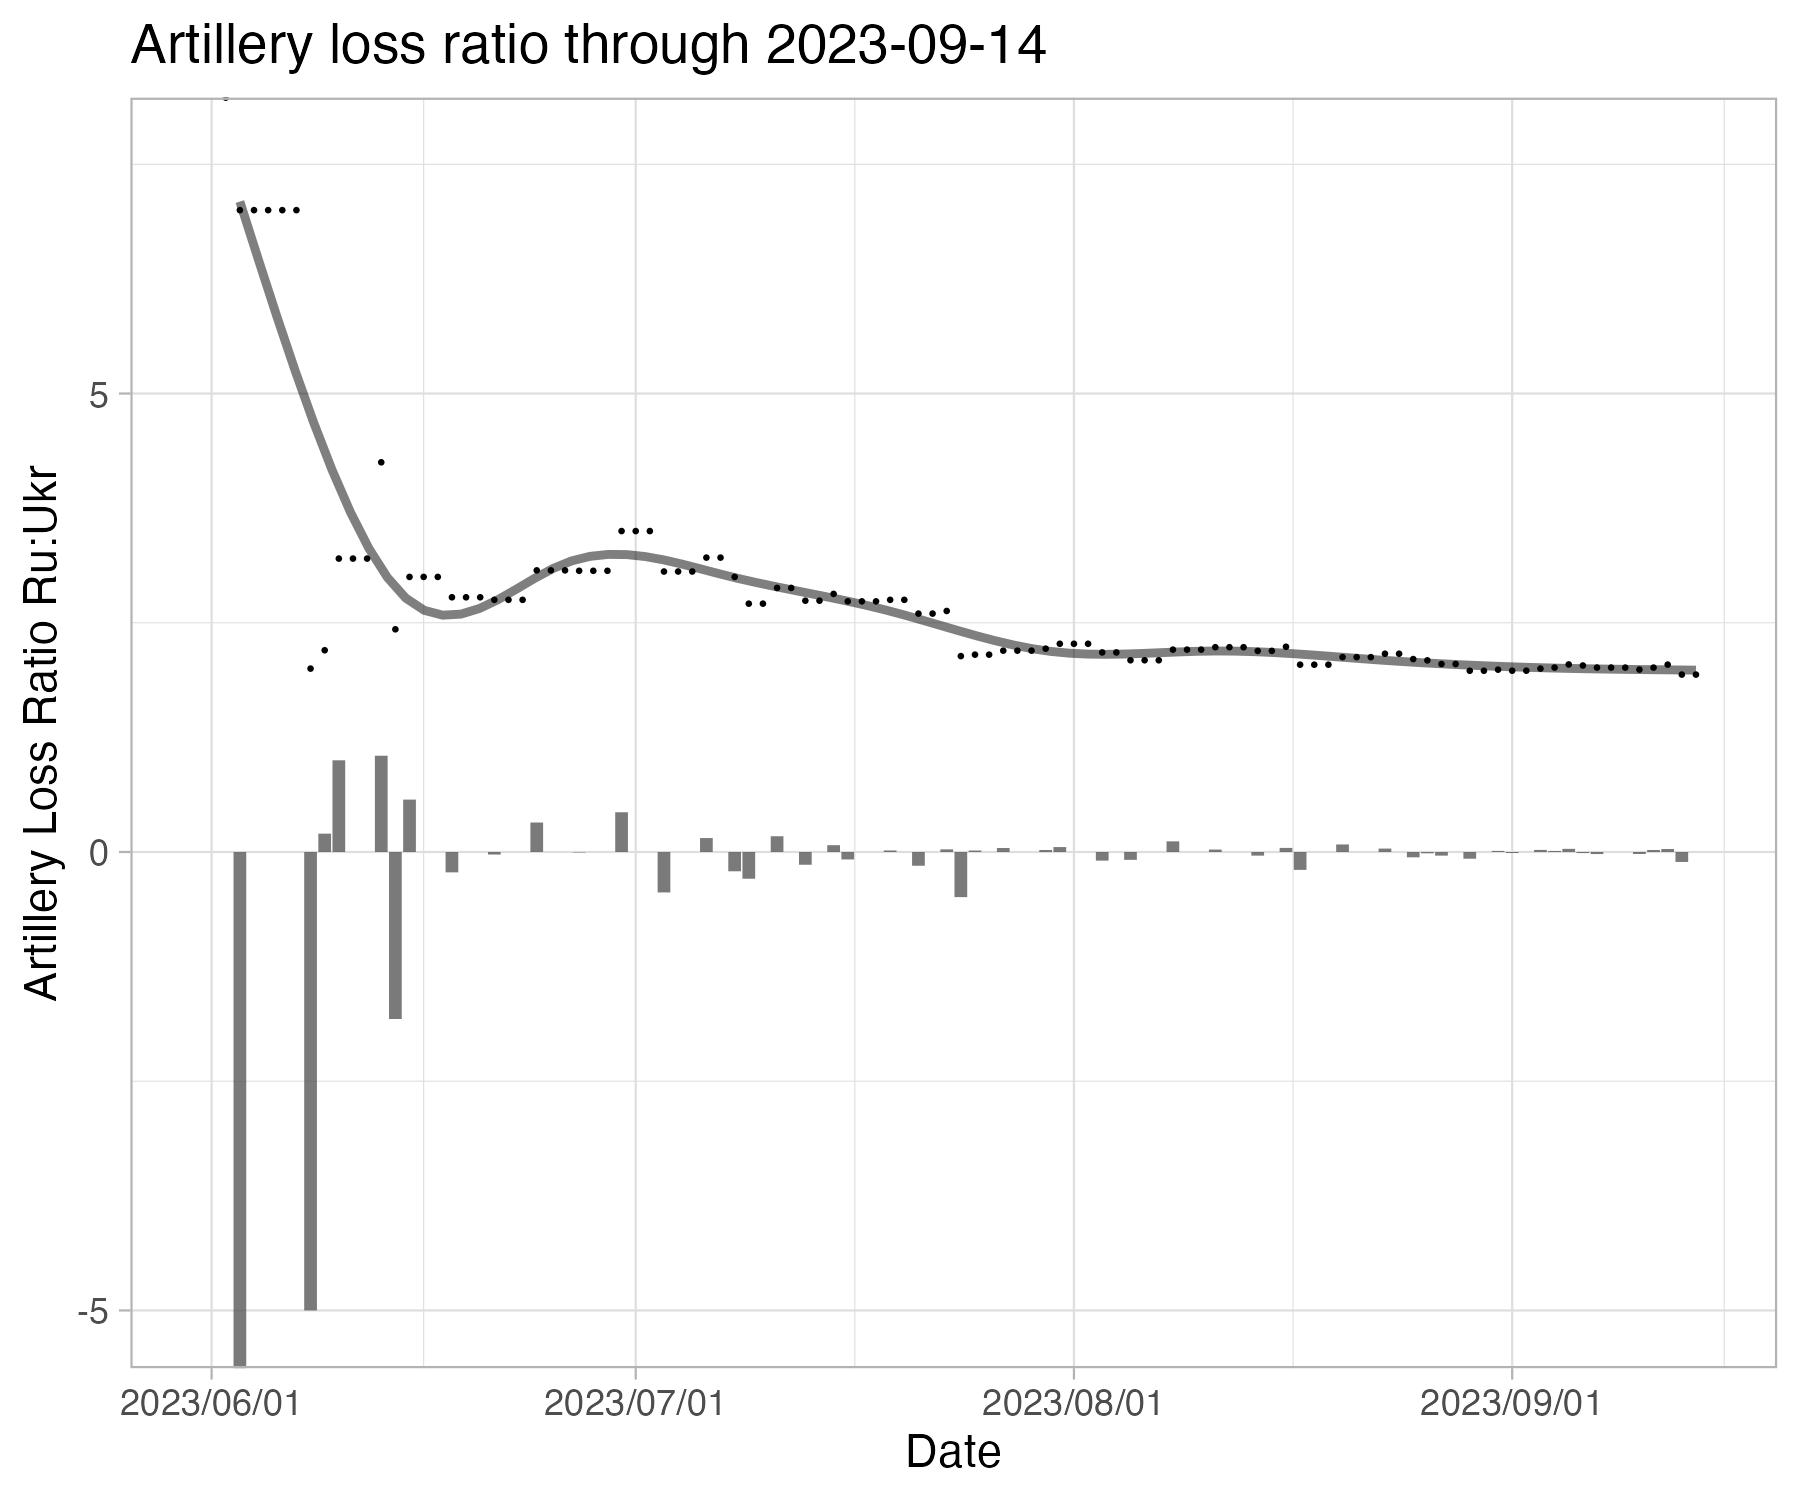 Artillery loss ratio through 2023-09-14
Artillery Loss Ratio Ru:Ukr
5
0
-5
2023/06/01
2023/07/01
2023/08/01
2023/09/01
Date